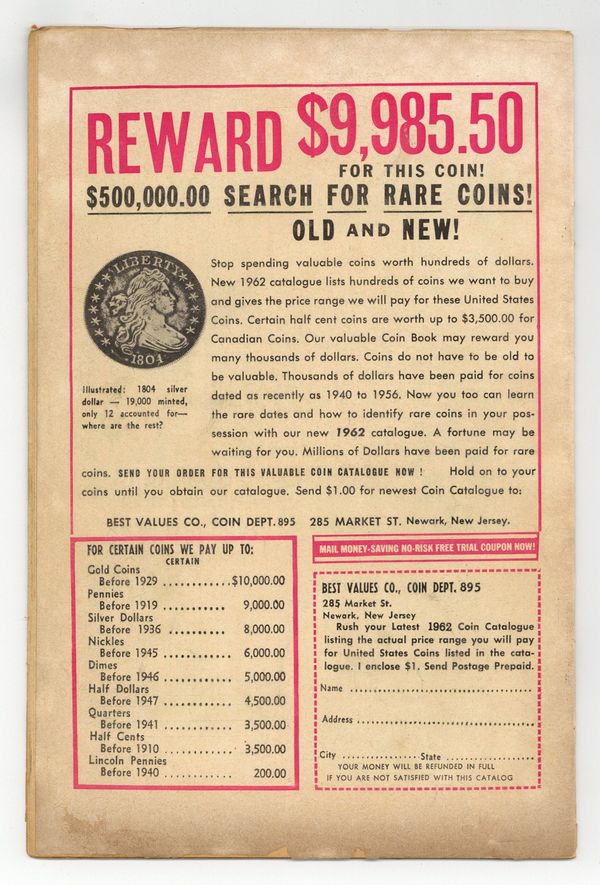 REWARD $9,985.50
FOR THIS COIN!
$500,000.00 SEARCH FOR RARE COINS!
OLD AND NEW!
LIBERTY
1804
Illustrated: 1804 silver
dollar — 19,000 minted,
only 12 accounted for—
where are the rest?
Stop spending valuable coins worth hundreds of dollars.
New 1962 catalogue lists hundreds of coins we want to buy
and gives the price range we will pay for these United States
Coins. Certain half cent coins are worth up to $3,500.00 for
Canadian Coins. Our valuable Coin Book may reward you
many thousands of dollars. Coins do not have to be old to
be valuable. Thousands of dollars have been paid for coins
dated as recently as 1940 to 1956. Now you too can learn
the rare dates and how to identify rare coins in your pos-
session with our new 1962 catalogue. A fortune may be
waiting for you. Millions of Dollars have been paid for rare
coins. SEND YOUR ORDER FOR THIS VALUABLE COIN CATALOGUE NOW ! Hold on to your
coins until you obtain our catalogue. Send $1.00 for newest Coin Catalogue to:
BEST VALUES CO., COIN DEPT. 895 285 MARKET ST. Newark, New Jersey.
FOR CERTAIN COINS WE PAY UP TO:
CERTAIN
Gold Coins
Before 1929 ............$10,000.00
Pennies
Before 1919 ........... 9,000.00
Silver Dollars
Before 1936 .......... 8,000.00
Nickles
Before 1945 ............ 6,000.00
Dimes
Before 1946 ............ 5,000.00
Half Dollars
Before 1947 ............ 4,500.00
Quarters
Before 1941 ............ 3,500.00
Half Cents
Before 1910 ............ 3,500.00
Lincoln Pennies
Before 1940 ............ 200.00
MAIL MONEY-SAVING NO-RISK FREE TRIAL COUPON NOW!
BEST VALUES CO., COIN DEPT. 895
285 Market St.
Newark, New Jersey
Rush your Latest 1962 Coin Catalogue
listing the actual price range you will pay
for United States Coins listed in the cata-
logue. I enclose $1. Send Postage Prepaid.
Name ........................................
Address ........................................
City .................. State ....................
YOUR MONEY WILL BE REFUNDED IN FULL
IF YOU ARE NOT SATISFIED WITH THIS CATALOG